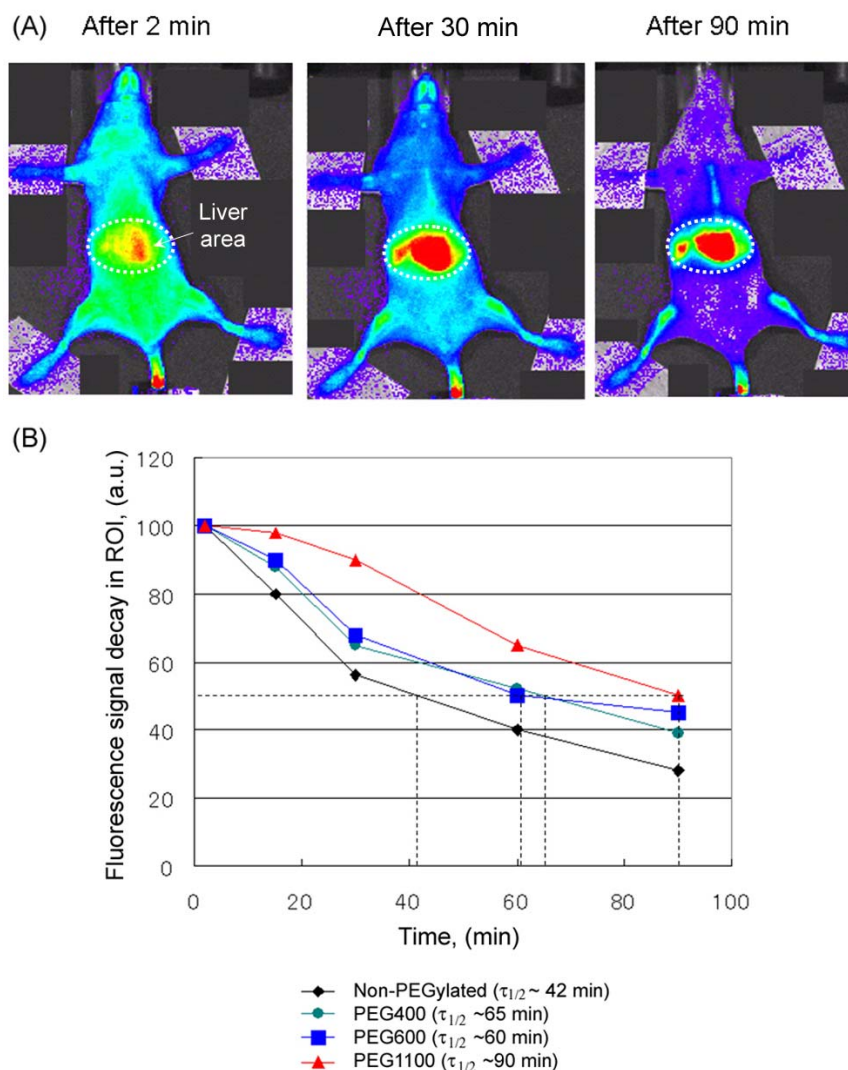 (A) After 2 min After 30 min After 90 min
Liver
area
(B)
Fluorescence signal decay in ROI, (a.u.)
120
100
80
60
40
20
0
0 20 40 60 80 100
Time, (min)
Non-PEGylated (τ1/2 ~ 42 min)
PEG400 (τ1/2 ~65 min)
PEG600 (τ1/2 ~60 min)
PEG1100 (τ1/2 ~90 min)